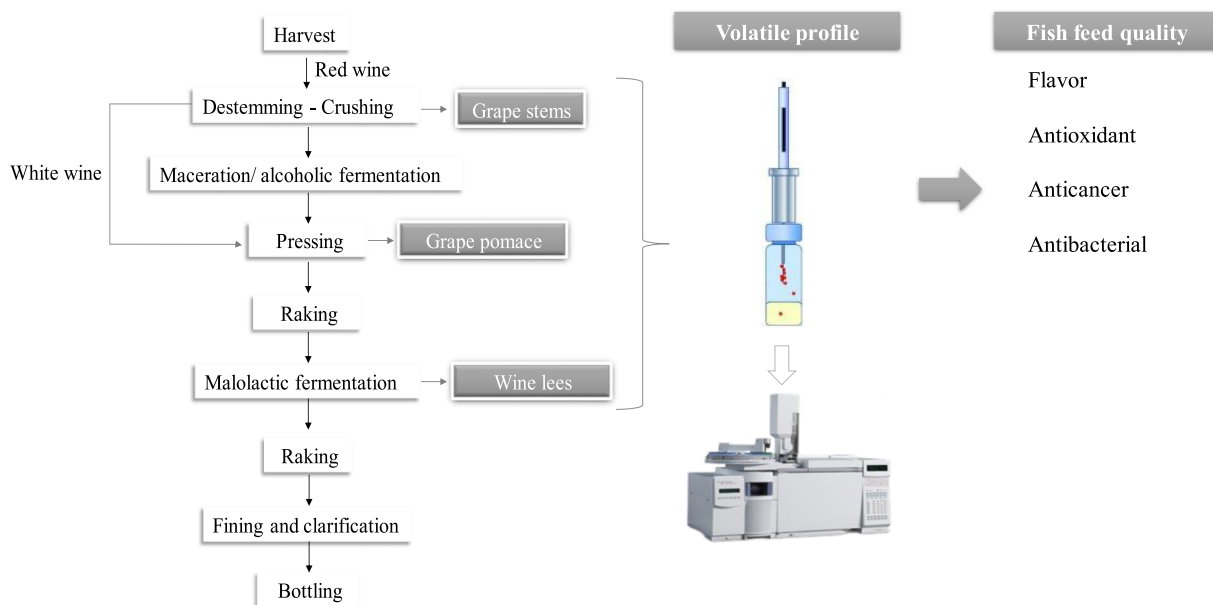 Harvest
Red wine
Destemming - Crushing
Grape stems
White wine
Maceration/ alcoholic fermentation
Pressing
Grape pomace
Raking
Malolactic fermentation
Wine lees
Raking
Fining and clarification
Bottling
Volatile profile
Fish feed quality
Flavor
Antioxidant
Anticancer
Antibacterial